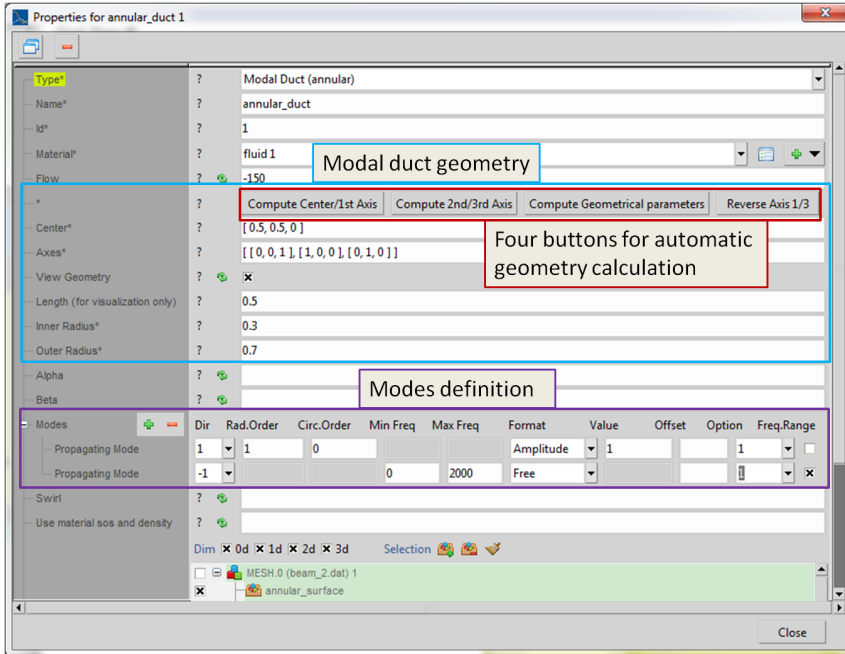 Properties for annular_duct 1
Type* ? Modal Duct (annular)
Name* ? annular_duct
Id* ? 1
Material* ? fluid 1
Modal duct geometry
Flow ? -150
* ? Compute Center/1st Axis Compute 2nd/3rd Axis Compute Geometrical parameters Reverse Axis 1/3
Center* ? [ 0.5, 0.5, 0 ]
Four buttons for automatic
geometry calculation
Axes* ? [ [ 0, 0, 1 ], [ 1, 0, 0 ], [ 0, 1, 0 ] ]
View Geometry ?
Length (for visualization only) ? 0.5
Inner Radius* ? 0.3
Outer Radius* ? 0.7
Alpha ?
Modes definition
Beta ?
Modes Dir Rad.Order Circ.Order Min Freq Max Freq Format Value Offset Option Freq.Range
Propagating Mode 1 1 0 Amplitude 1 1
Propagating Mode -1 0 2000 Free 1
Swirl ?
Use material sos and density ?
Dim 0d 1d 2d 3d Selection
MESH.0 (beam_2.dat) 1
annular_surface
Close